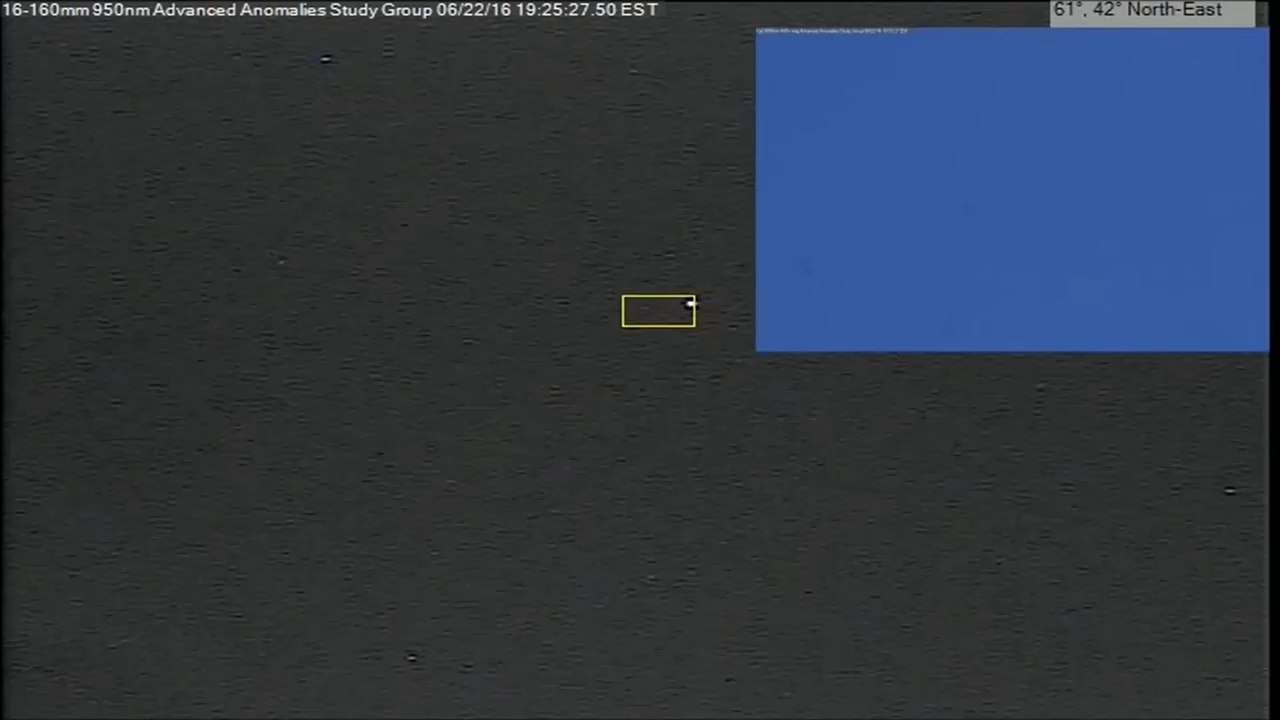 16-160mm 950nm Advanced Anomalies Study Group 06/22/16 19:25:27.50 EST
61°, 42° North-East